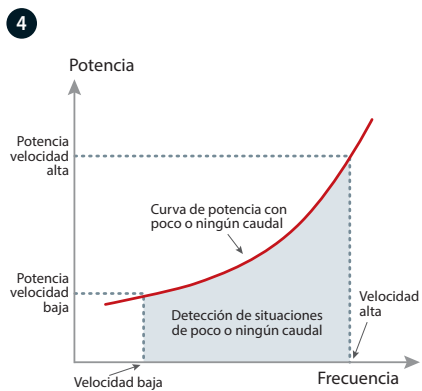 4
Potencia
Potencia
velocidad
alta
Curva de potencia con
poco o ningún caudal
Potencia
velocidad
baja
Detección de situaciones
de poco o ningún caudal
Velocidad
alta
Velocidad baja
Frecuencia